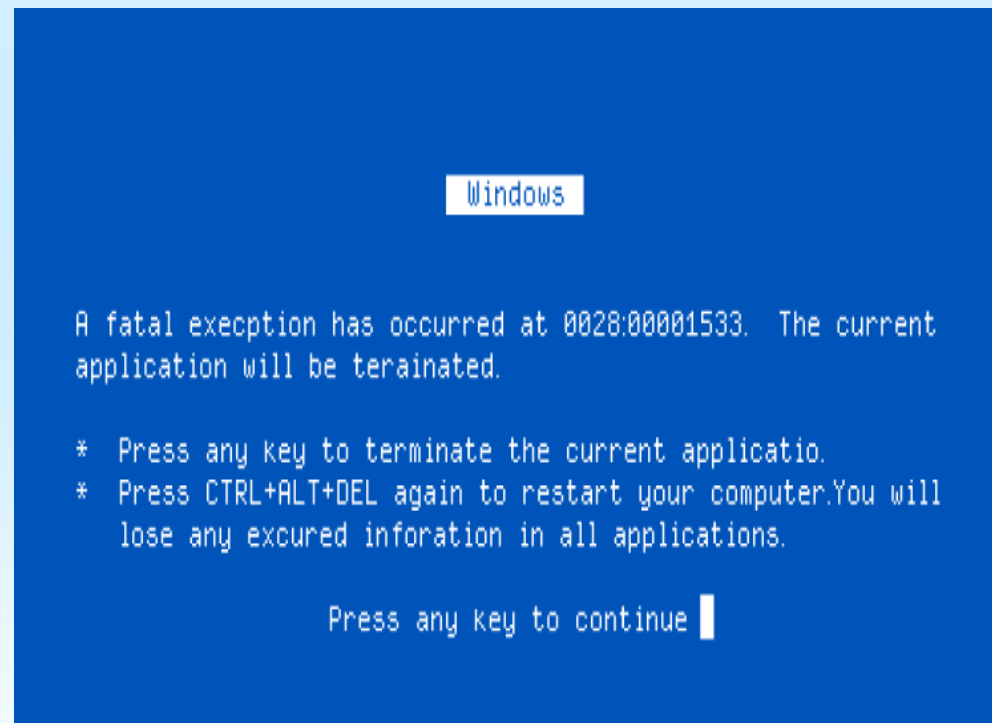 Windows
A fatal execption has occurred at 0028:00001533. The current
application will be terainated.
* Press any key to terminate the current applicatio.
* Press CTRL+ALT+DEL again to restart your computer.You will
lose any excured inforation in all applications.
Press any key to continue